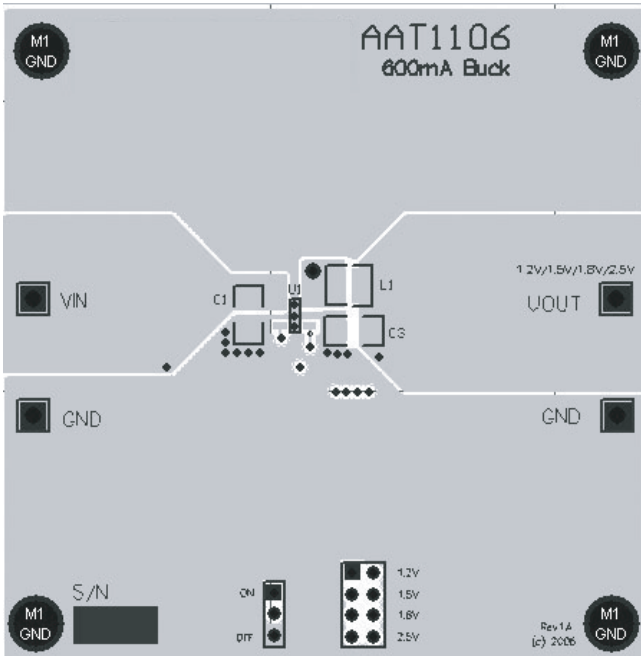 M1
GND
AAT1106
600mA Buck
M1
GND
1.2V/1.5V/1.8V/2.5V
VIN
C1
U1
L1
VOUT
C3
GND
GND
S/N
ON
OFF
1.2V
1.5V
1.8V
2.5V
M1
GND
Rev1A
(c) 2006
M1
GND